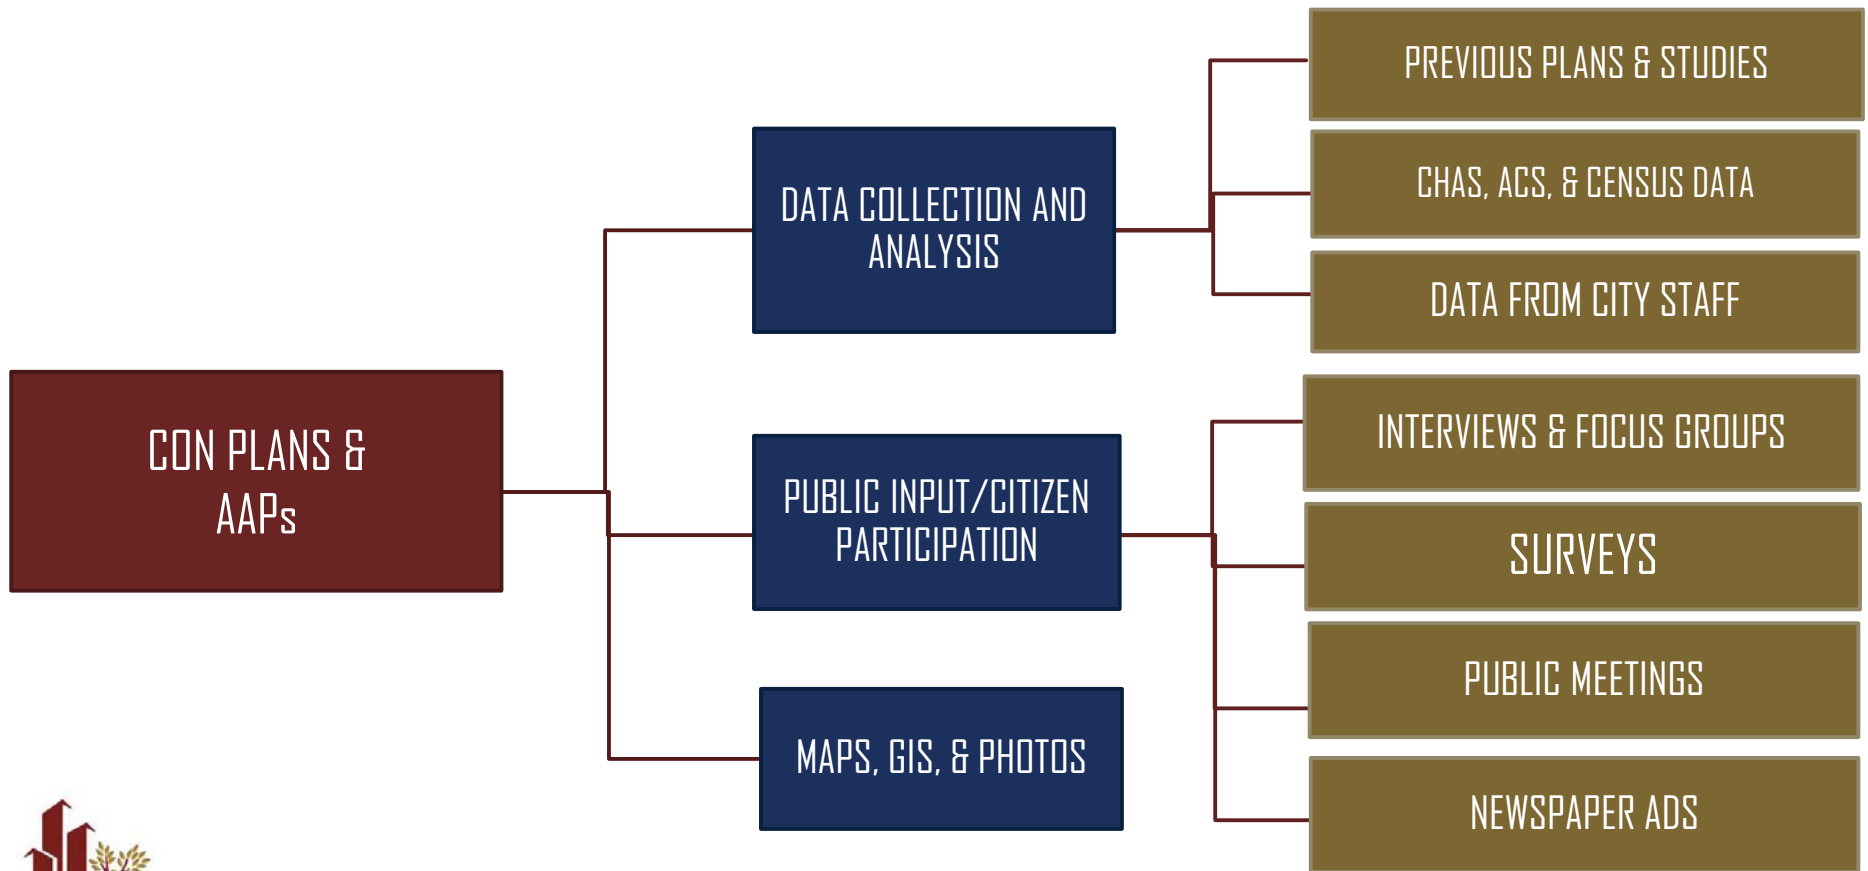 CON PLANS &
AAPs
DATA COLLECTION AND
ANALYSIS
PUBLIC INPUT/CITIZEN
PARTICIPATION
MAPS, GIS, & PHOTOS
PREVIOUS PLANS & STUDIES
CHAS, ACS, & CENSUS DATA
DATA FROM CITY STAFF
INTERVIEWS & FOCUS GROUPS
SURVEYS
PUBLIC MEETINGS
NEWSPAPER ADS